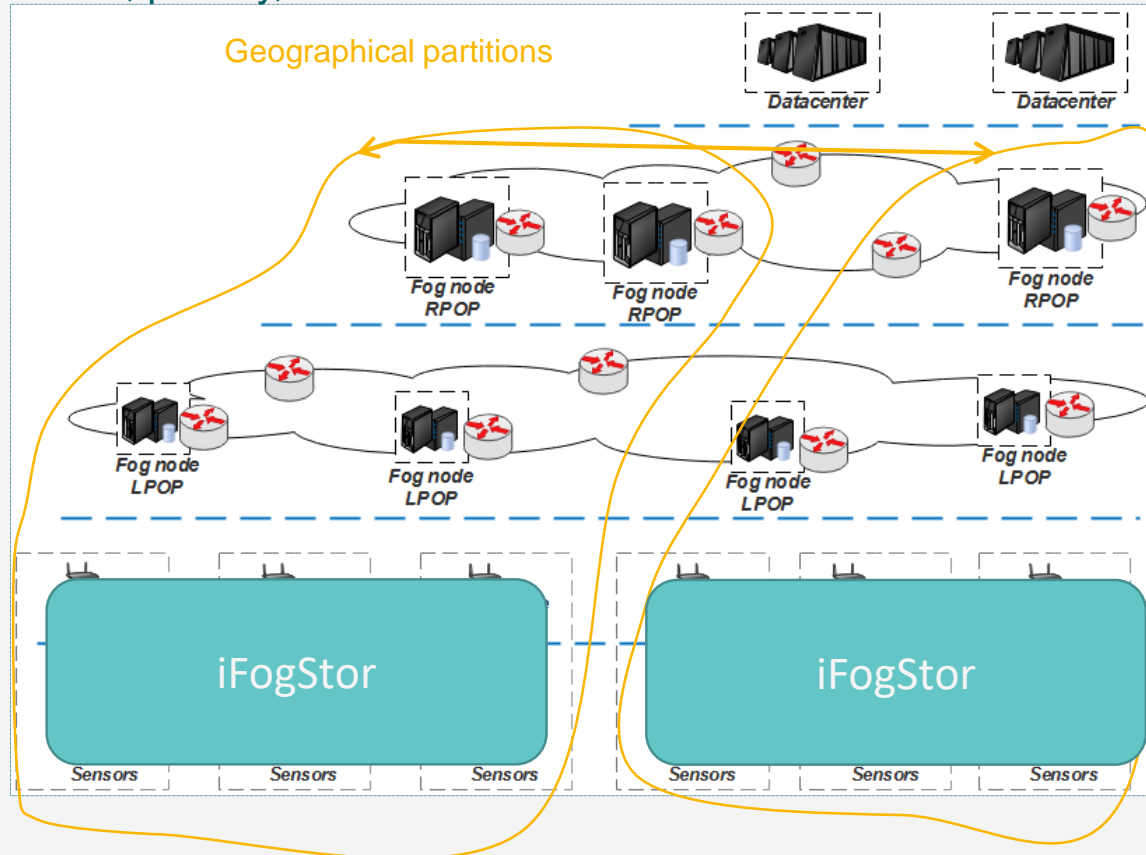 Geographical partitions
Datacenter
Datacenter
Fog node
RPOP
Fog node
RPOP
Fog node
RPOP
Fog node
LPOP
Fog node
LPOP
Fog node
LPOP
Fog node
LPOP
iFogStor
iFogStor
Sensors
Sensors
Sensors
Sensors
Sensors
Sensors